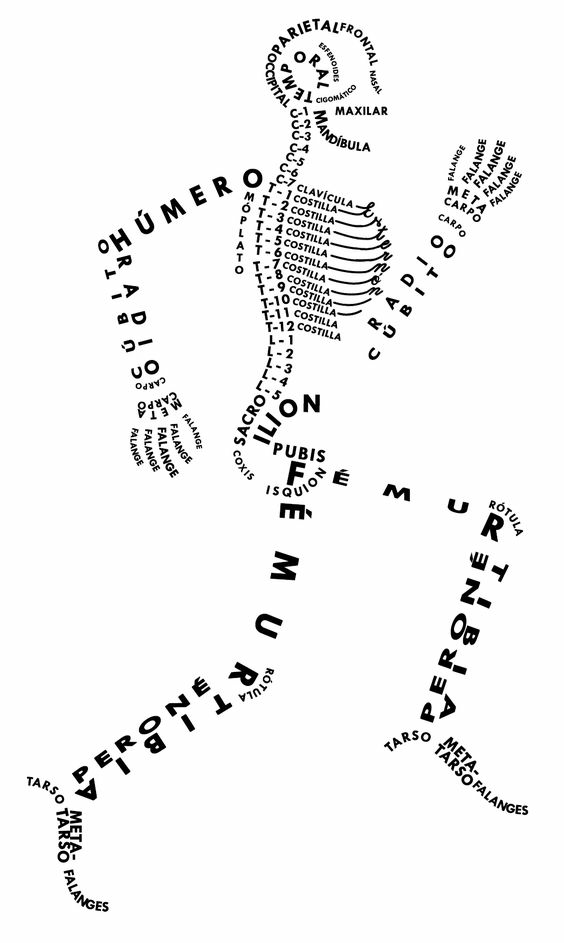 PARIETAL
FRONTAL
OCCIPITAL
TEMPORAL
ESFENOIDES
NASAL
CIGOMÁTICO
MAXILAR
MANDÍBULA
C-1
C-2
C-3
C-4
C-5
C-6
C-7
CLAVÍCULA
Esternón
OMÓPLATO
T-1 COSTILLA
T-2 COSTILLA
T-3 COSTILLA
T-4 COSTILLA
T-5 COSTILLA
T-6 COSTILLA
T-7 COSTILLA
T-8 COSTILLA
T-9 COSTILLA
T-10 COSTILLA
T-11 COSTILLA
T-12 COSTILLA
L-1
L-2
L-3
L-4
L-5
HÚMERO
RADIO
CÚBITO
CARPO
META
CARPO
FALANGE
FALANGE
FALANGE
FALANGE
FALANGE
RADIO
CÚBITO
CARPO
META
CARPO
FALANGE
FALANGE
FALANGE
FALANGE
FALANGE
SACRO
ILION
COXIS
PUBIS
ISQUION
FÉMUR
RÓTULA
TIBIA
PERONÉ
TARSO
META-
TARSO
FALANGES
FÉMUR
RÓTULA
TIBIA
PERONÉ
TARSO
META-
TARSO
FALANGES